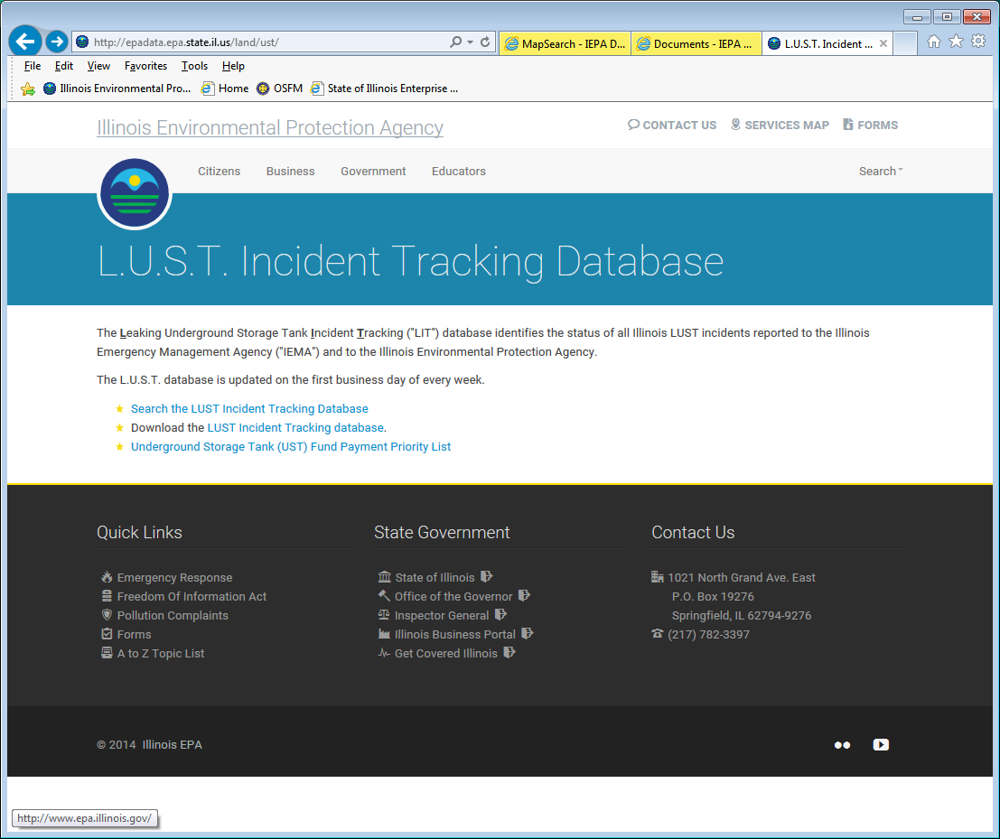 http://epadata.epa.state.il.us/land/ust/
MapSearch - IEPA D...
Documents - IEPA ...
L.U.S.T. Incident ...
File Edit View Favorites Tools Help
Illinois Environmental Pro... Home OSFM State of Illinois Enterprise ...
Illinois Environmental Protection Agency
CONTACT US SERVICES MAP FORMS
Citizens Business Government Educators Search
L.U.S.T. Incident Tracking Database
The Leaking Underground Storage Tank Incident Tracking ("LIT") database identifies the status of all Illinois LUST incidents reported to the Illinois
Emergency Management Agency ("IEMA") and to the Illinois Environmental Protection Agency.
The L.U.S.T. database is updated on the first business day of every week.
Search the LUST Incident Tracking Database
Download the LUST Incident Tracking database.
Underground Storage Tank (UST) Fund Payment Priority List
Quick Links
Emergency Response
Freedom Of Information Act
Pollution Complaints
Forms
A to Z Topic List
State Government
State of Illinois
Office of the Governor
Inspector General
Illinois Business Portal
Get Covered Illinois
Contact Us
1021 North Grand Ave. East
P.O. Box 19276
Springfield, IL 62794-9276
(217) 782-3397
© 2014 Illinois EPA
http://www.epa.illinois.gov/